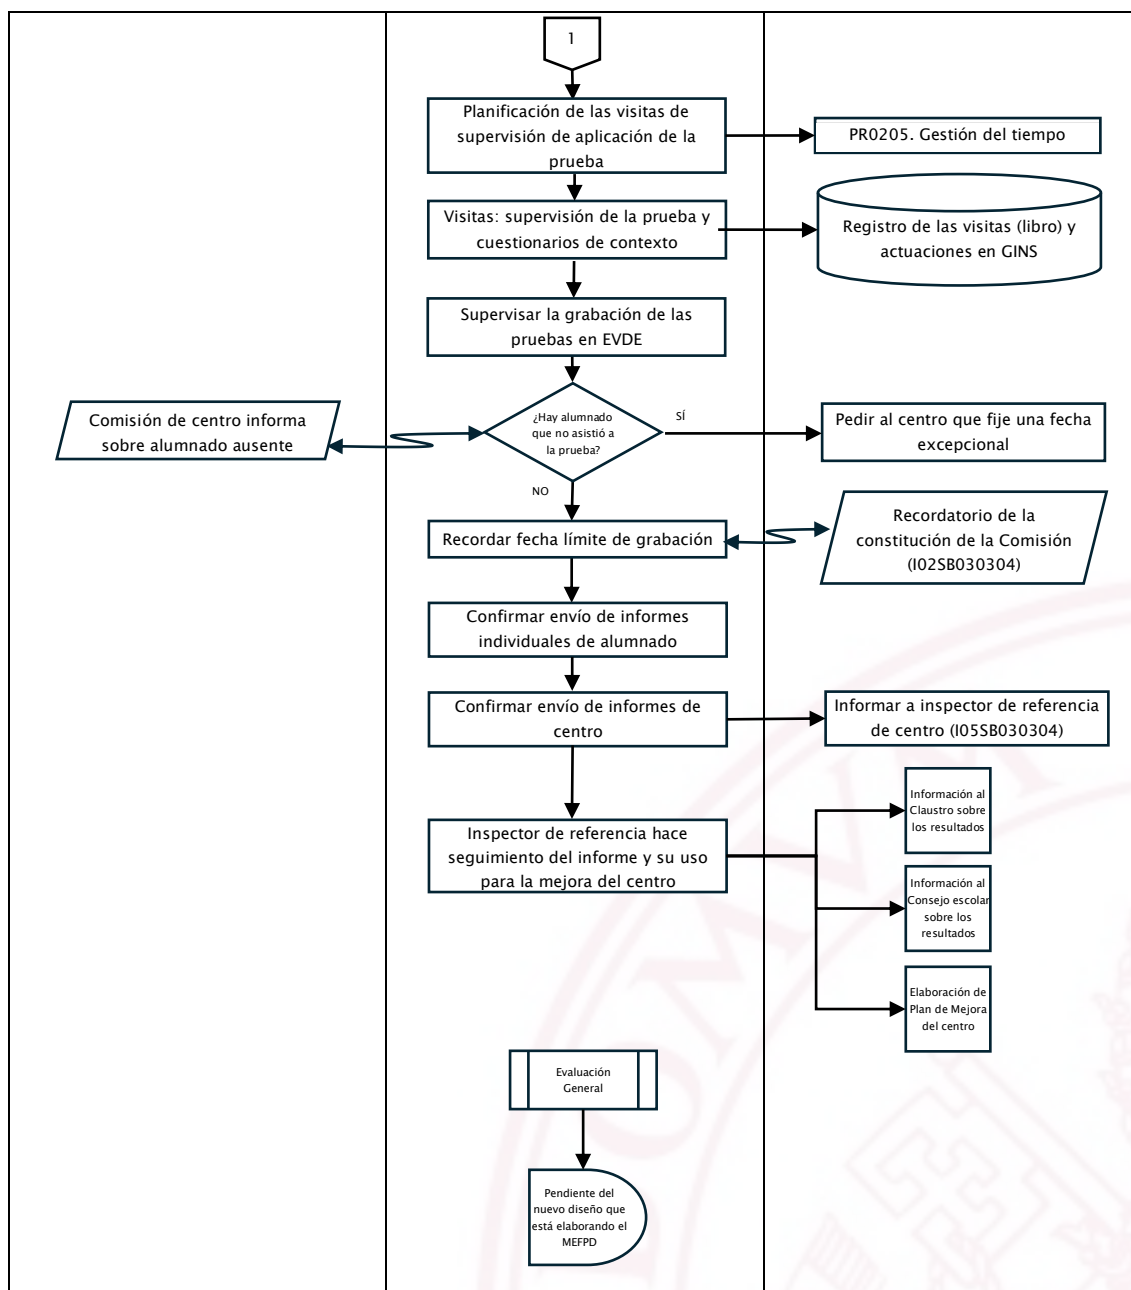 1
Planificación de las visitas de
supervisión de aplicación de la
prueba
PR0205. Gestión del tiempo
Visitas: supervisión de la prueba y
cuestionarios de contexto
Registro de las visitas (libro) y
actuaciones en GINS
Supervisar la grabación de las
pruebas en EVDE
Comisión de centro informa
sobre alumnado ausente
¿Hay alumnado
que no asistió a
la prueba?
SÍ
Pedir al centro que fije una fecha
excepcional
NO
Recordar fecha límite de grabación
Recordatorio de la
constitución de la Comisión
(I02SB030304)
Confirmar envío de informes
individuales de alumnado
Confirmar envío de informes de
centro
Informar a inspector de referencia
de centro (I05SB030304)
Inspector de referencia hace
seguimiento del informe y su uso
para la mejora del centro
Información al
Claustro sobre
los resultados
Información al
Consejo escolar
sobre los
resultados
Elaboración de
Plan de Mejora
del centro
Evaluación
General
Pendiente del
nuevo diseño que
está elaborando el
MEFPD